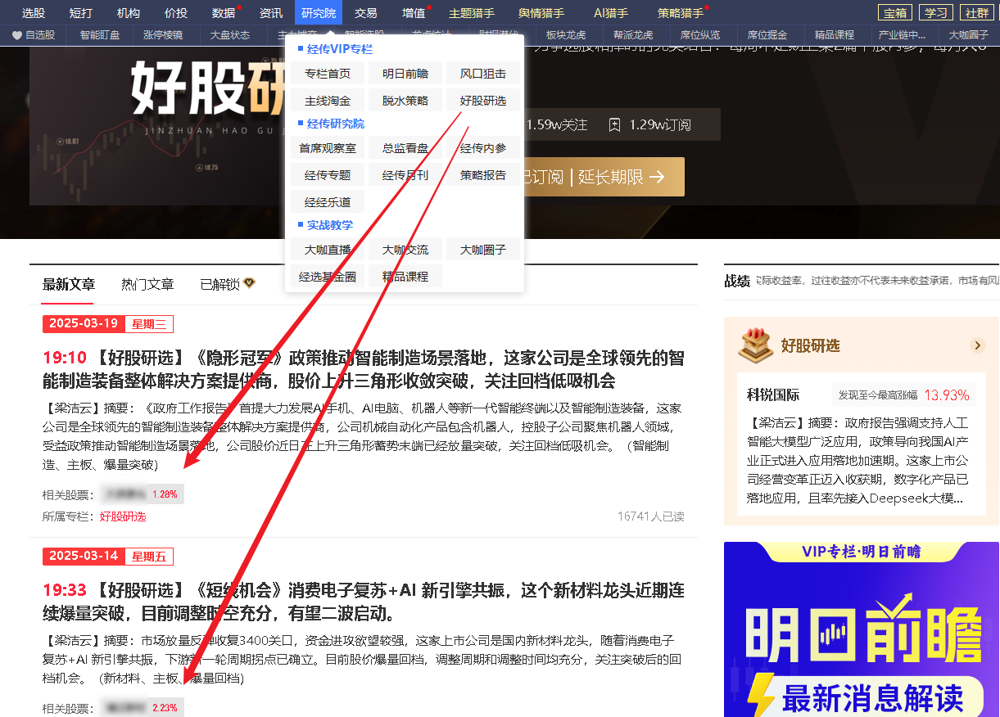 选股 短打 机构 价投 数据 资讯 研究院 交易 增值 主题猎手 舆情猎手 AI猎手 策略猎手 宝箱 学习 社群
自选股 智能盯盘 涨停棱镜 大盘状态 板块龙虎 帮派龙虎 席位纵览 席位掘金 精品课程 产业链中... 大咖圈子
经传VIP专栏
专栏首页 明日前瞻 风口狙击
主线淘金 脱水策略 好股研选
经传研究院
首席观察室 总监看盘 经传内参
经传专题 经传月刊 策略报告
经经乐道
实战教学
大咖直播 大咖交流 大咖圈子
经选基金圈 精品课程
好股研
JINZHUAN HAO GU J
18.87
18.75
1.59w关注 1.29w订阅
已订阅 | 延长期限
最新文章 热门文章 已解锁
2025-03-19 星期三
19:10 【好股研选】《隐形冠军》政策推动智能制造场景落地，这家公司是全球领先的智
能制造装备整体解决方案提供商，股价上升三角形收敛突破，关注回档低吸机会
【梁洁云】摘要：《政府工作报告》首提大力发展AI手机、AI电脑、机器人等新一代智能终端以及智能制造装备，这家
公司是全球领先的智能制造装备整体解决方案提供商，公司机械自动化产品包含机器人，控股子公司聚焦机器人领域，
受益政策推动智能制造场景落地，公司股价近日在上升三角形蓄势末端已经放量突破，关注回档低吸机会。（智能制
造、主板、爆量突破）
相关股票： 1.28%
所属专栏：好股研选 16741人已读
2025-03-14 星期五
19:33 【好股研选】《短线机会》消费电子复苏+AI 新引擎共振，这个新材料龙头近期连
续爆量突破，目前调整时空充分，有望二波启动。
【梁洁云】摘要：市场放量反弹收复3400关口，资金进攻欲望较强，这家上市公司是国内新材料龙头，随着消费电子
复苏+AI 新引擎共振，下游新一轮周期拐点已确立。目前股价爆量回档，调整周期和调整时间均充分，关注突破后的回
档机会。（新材料、主板、爆量回档）
相关股票： 2.23%
战绩 实际收益率，过往收益亦不代表未来收益承诺，市场有风
好股研选
科锐国际 发现至今最高涨幅 13.93%
【梁洁云】摘要：政府报告强调支持人工
智能大模型广泛应用，政策导向我国AI产
业正式进入应用落地加速期。这家上市公
司经营变革正迈入收获期，数字化产品已
落地应用，且率先接入Deepseek大模...
VIP专栏·明日前瞻
明日前瞻
最新消息解读